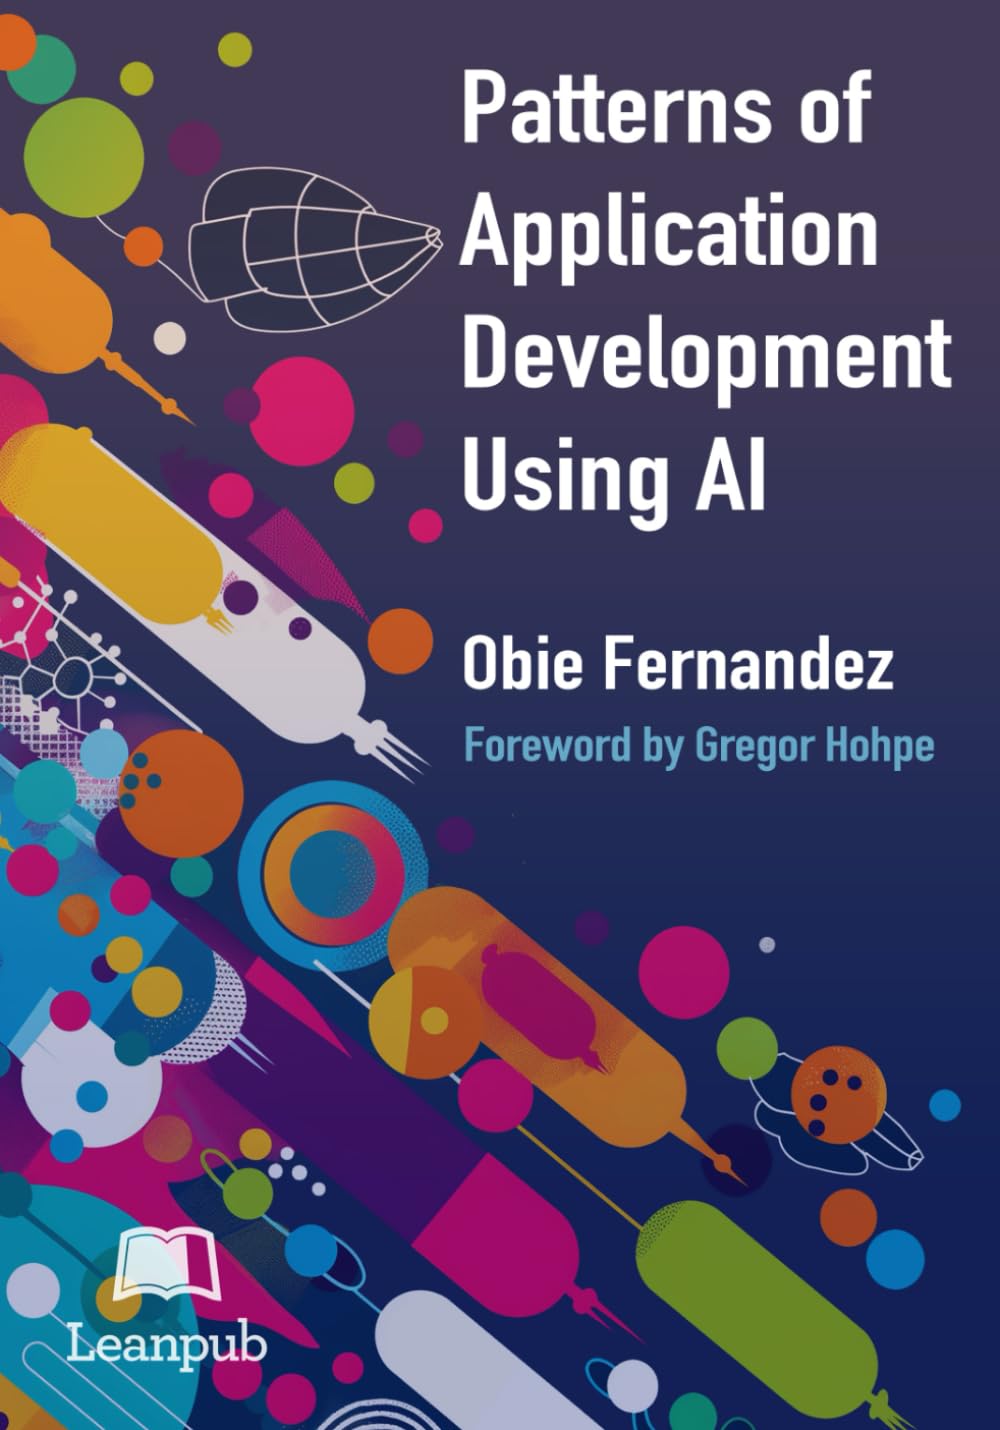 Patterns of
Application
Development
Using AI
Obie Fernandez
Foreword by Gregor Hohpe
Leanpub